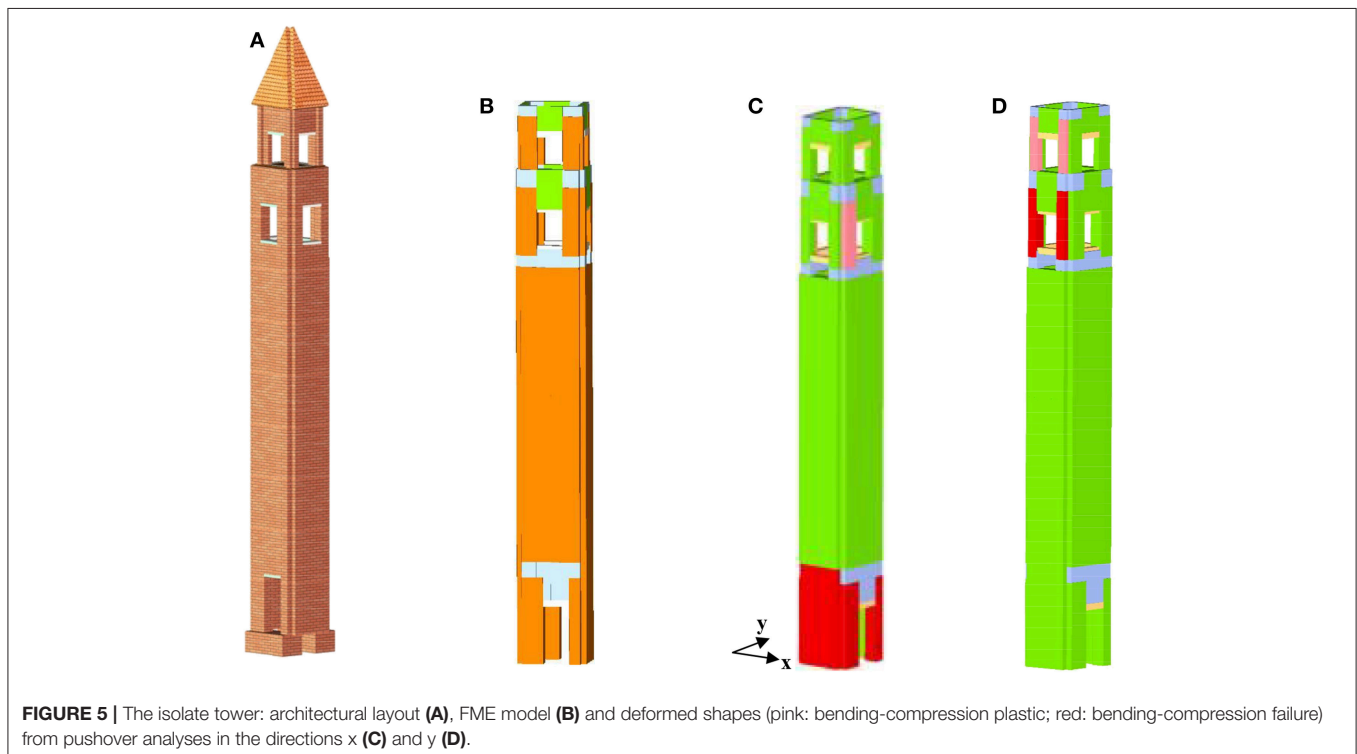 A
B
C
D
y
x
FIGURE 5 | The isolate tower: architectural layout (A), FME model (B) and deformed shapes (pink: bending-compression plastic; red: bending-compression failure)
from pushover analyses in the directions x (C) and y (D).